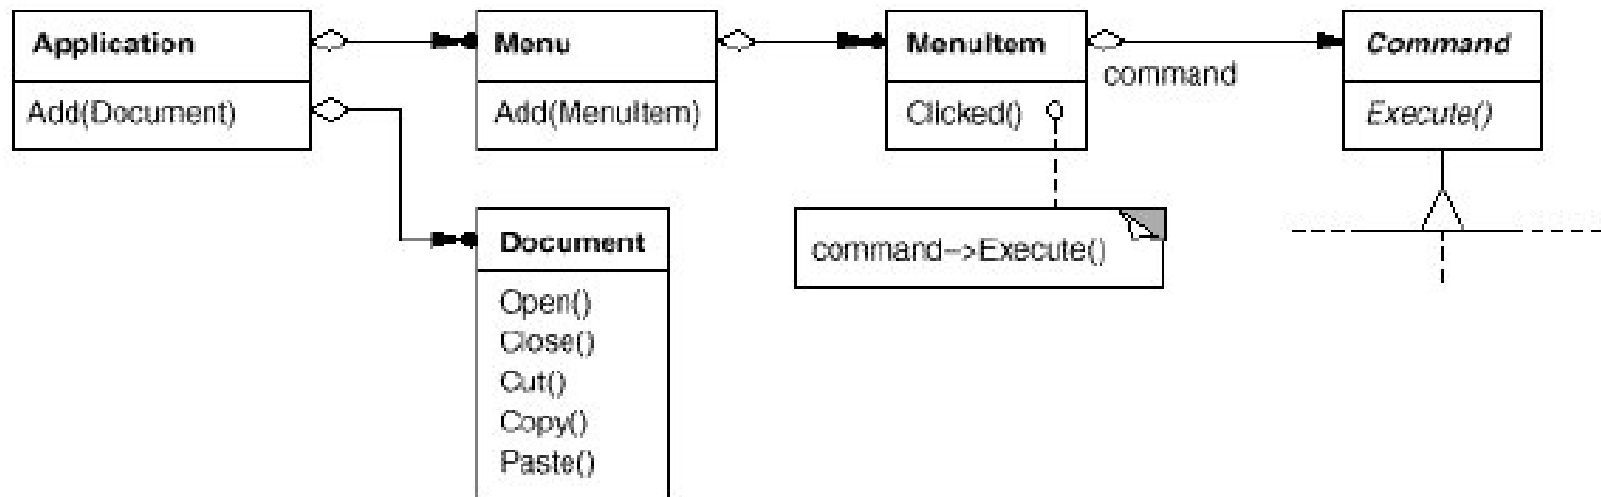 Application
Add(Document)
Menu
Add(MenuItem)
MenuItem
Clicked()
command
Command
Execute()
command–>Execute()
Document
Open()
Close()
Cut()
Copy()
Paste()